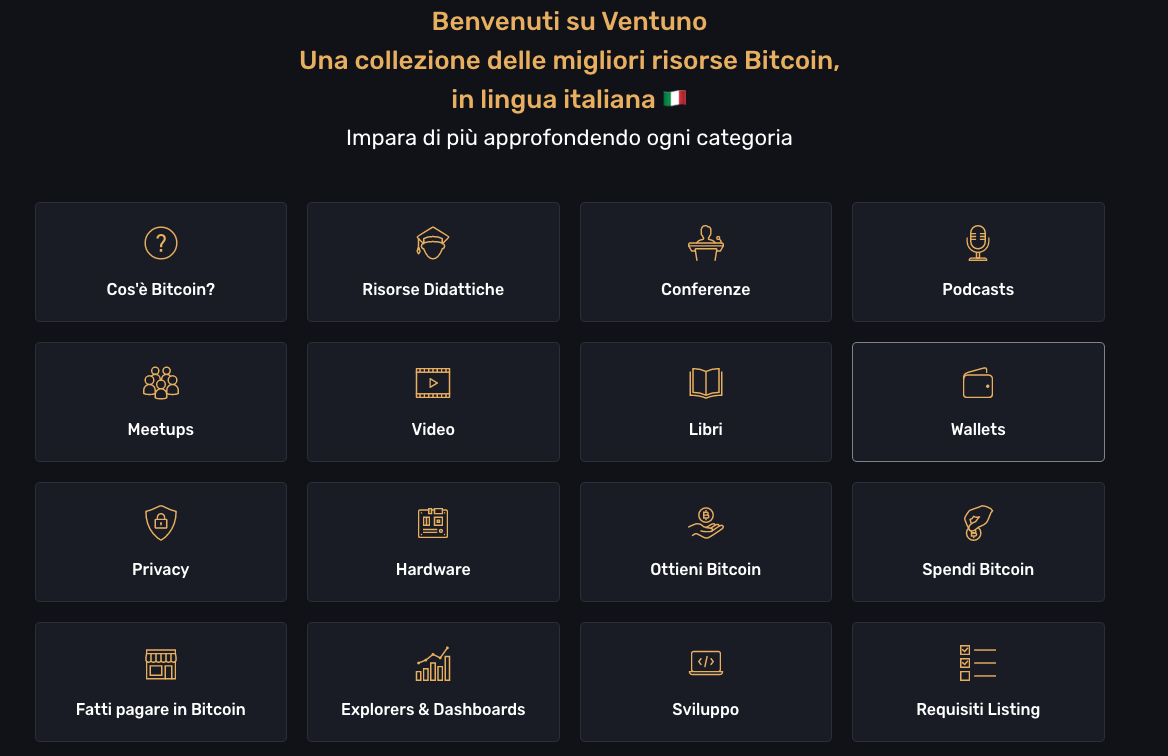 Benvenuti su Ventuno
Una collezione delle migliori risorse Bitcoin,
in lingua italiana 🇮🇹
Impara di più approfondendo ogni categoria
Cos'è Bitcoin?
Risorse Didattiche
Conferenze
Podcasts
Meetups
Video
Libri
Wallets
Privacy
Hardware
Ottieni Bitcoin
Spendi Bitcoin
Fatti pagare in Bitcoin
Explorers & Dashboards
Sviluppo
Requisiti Listing